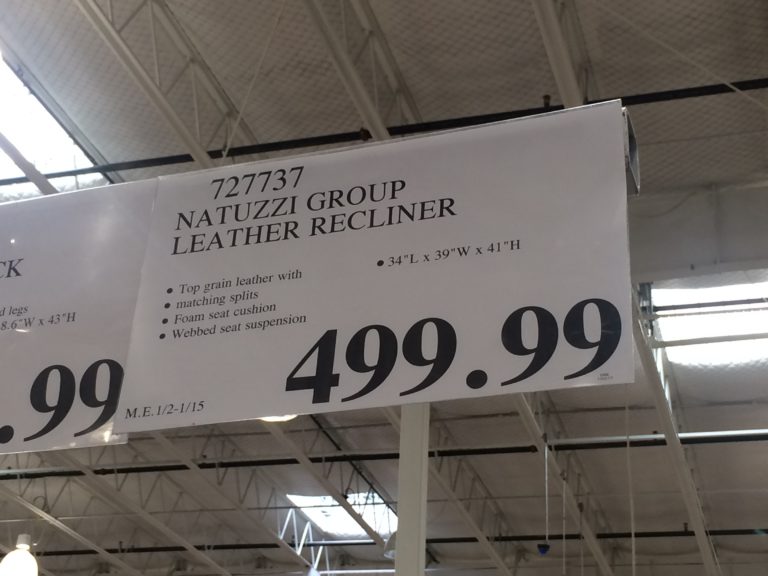 727737
NATUZZI GROUP
LEATHER RECLINER
• Top grain leather with
• matching splits
• Foam seat cushion
• Webbed seat suspension
• 34"L x 39"W x 41"H
499.99
M.E. 1/2-1/15
CK
d legs
8.6"W x 43"H
.99